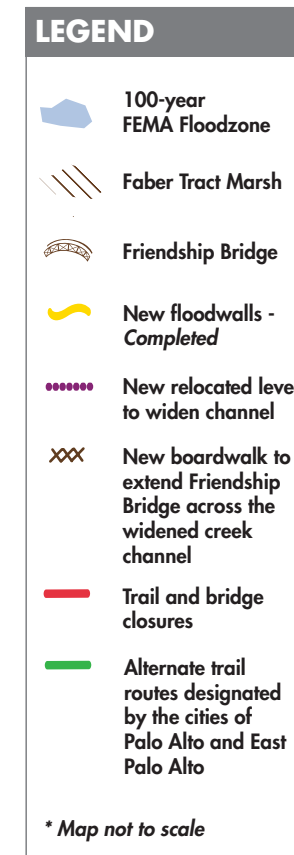 LEGEND
100-year
FEMA Floodzone
Faber Tract Marsh
Friendship Bridge
New floodwalls -
Completed
New relocated leve
to widen channel
New boardwalk to
extend Friendship
Bridge across the
widened creek
channel
Trail and bridge
closures
Alternate trail
routes designated
by the cities of
Palo Alto and East
Palo Alto
* Map not to scale